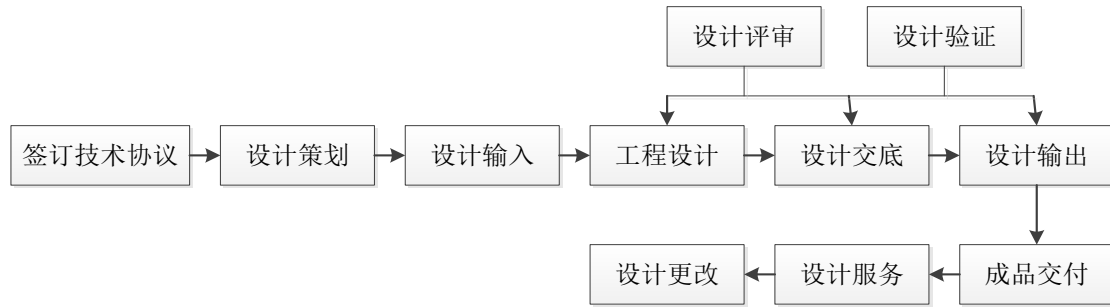 设计评审
设计验证
签订技术协议
设计策划
设计输入
工程设计
设计交底
设计输出
设计更改
设计服务
成品交付